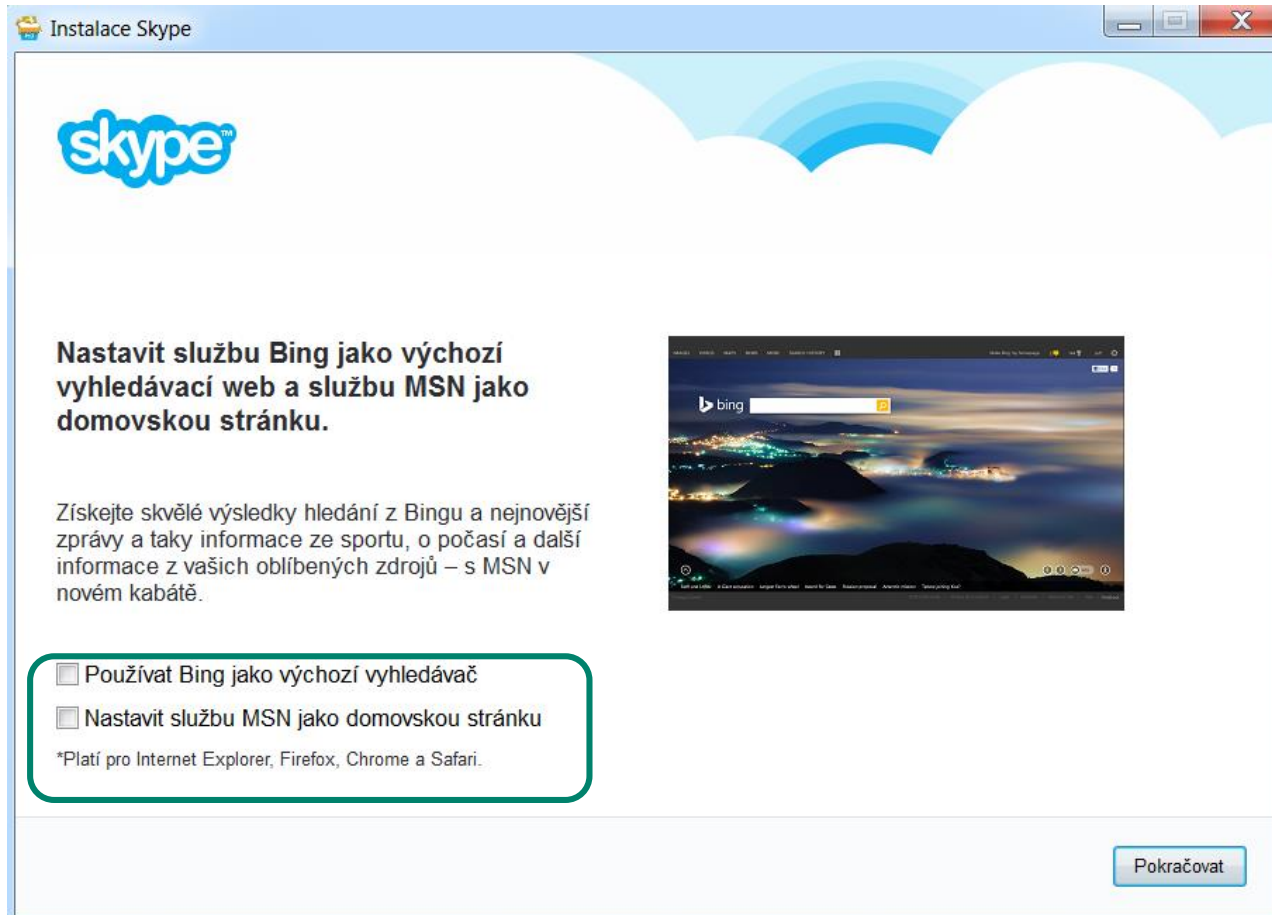 Instalace Skype
skype™
Nastavit službu Bing jako výchozí
vyhledávací web a službu MSN jako
domovskou stránku.
bing
Získejte skvělé výsledky hledání z Bingu a nejnovější
zprávy a taky informace ze sportu, o počasí a další
informace z vašich oblíbených zdrojů – s MSN v
novém kabátě.
Používat Bing jako výchozí vyhledávač
Nastavit službu MSN jako domovskou stránku
*Platí pro Internet Explorer, Firefox, Chrome a Safari.
Pokračovat